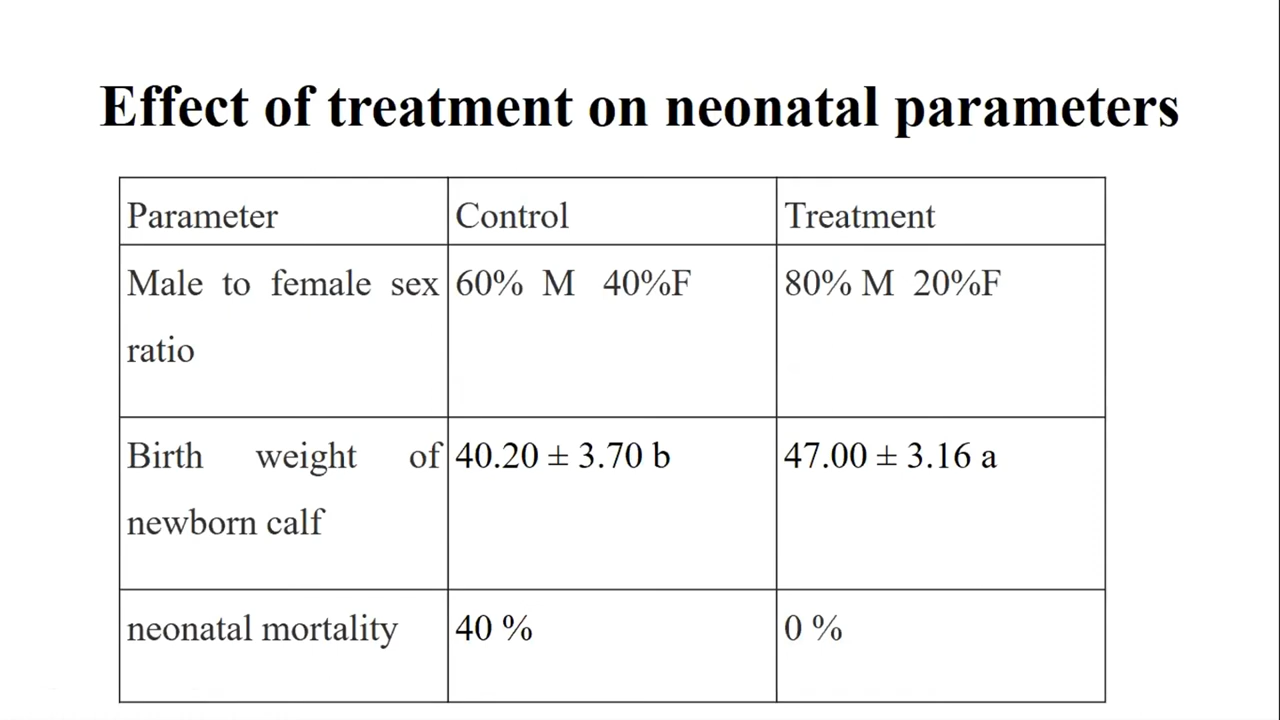 Effect of treatment on neonatal parameters
Parameter Control Treatment
Male to female sex ratio 60% M 40%F 80% M 20%F
Birth weight of newborn calf 40.20 ± 3.70 b 47.00 ± 3.16 a
neonatal mortality 40 % 0 %